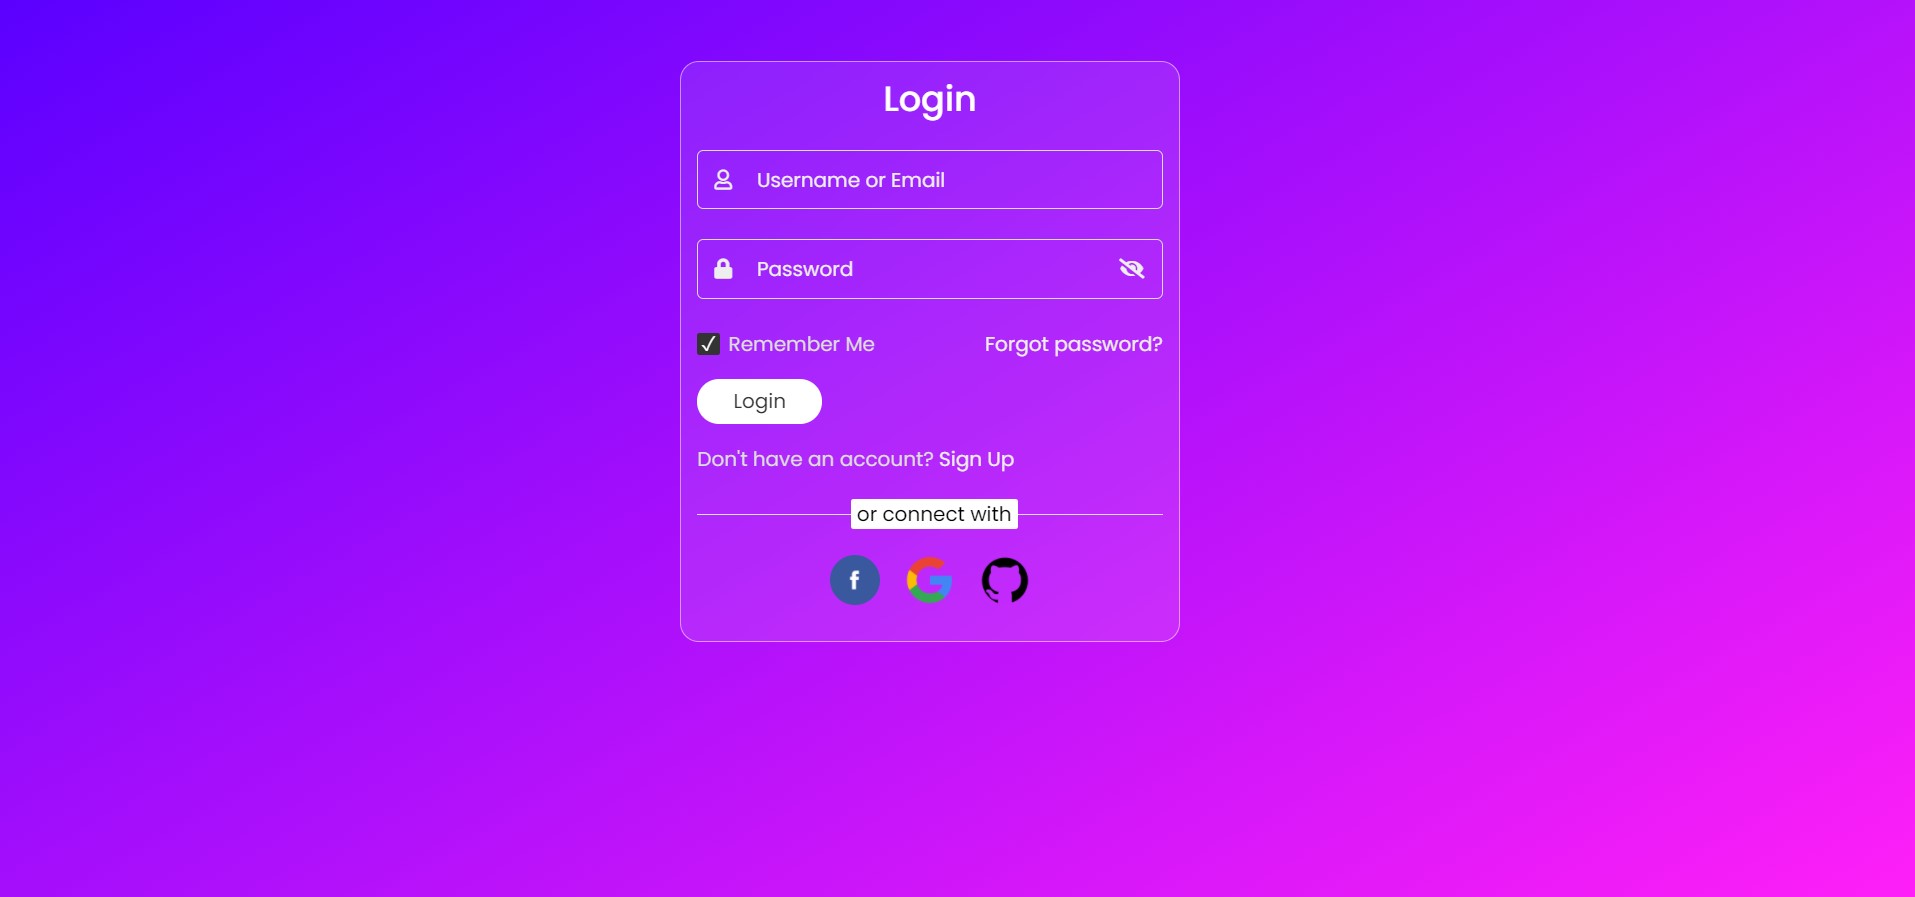 Login
Username or Email
Password
Remember Me Forgot password?
Login
Don't have an account? Sign Up
or connect with